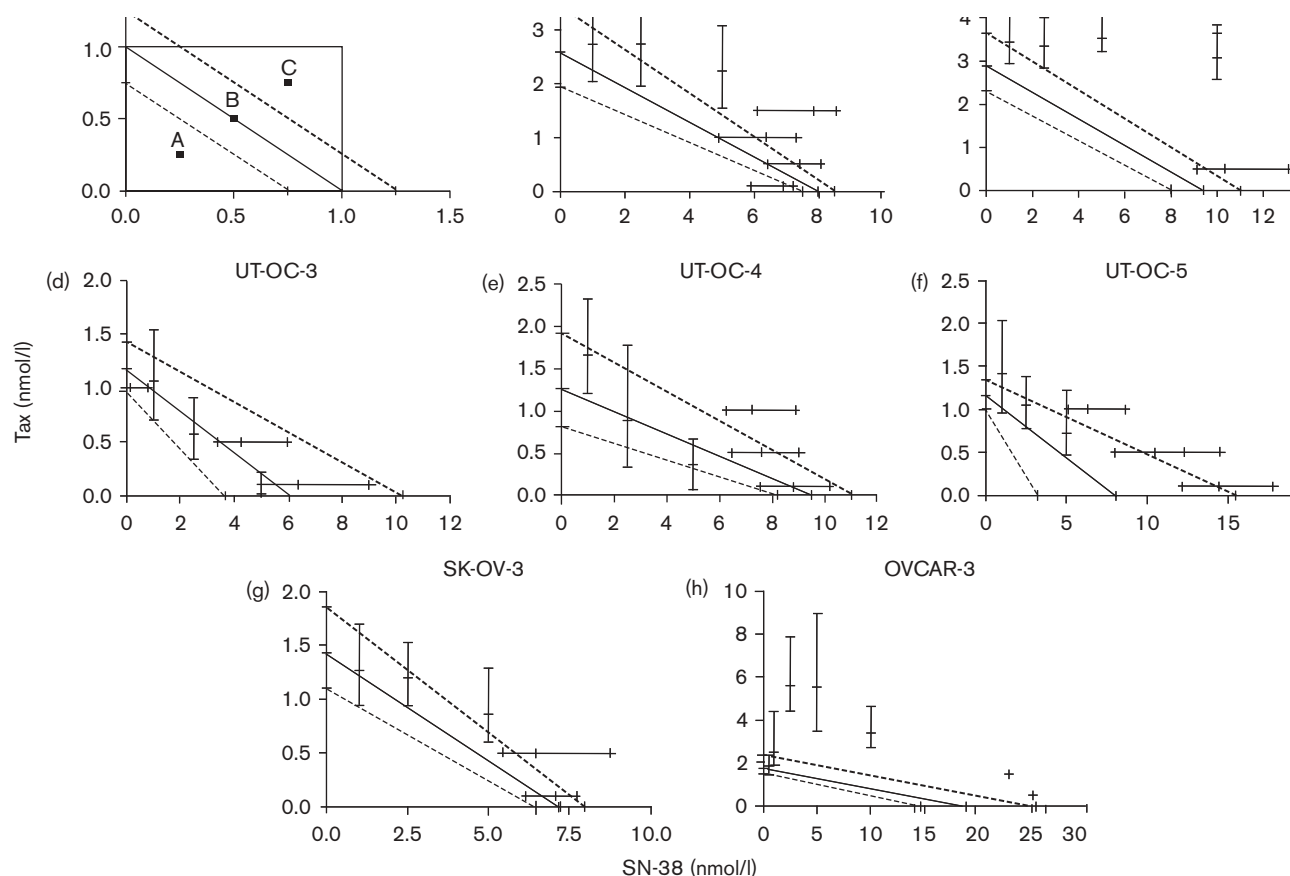 1.0
0.5
0.0
A
B
C
0.0 0.5 1.0 1.5
3
2
1
0
0 2 4 6 8 10
4
3
2
1
0
0 2 4 6 8 10 12
Tax (nmol/l)
(d) UT-OC-3
2.0
1.5
1.0
0.5
0.0
0 2 4 6 8 10 12
(e) UT-OC-4
2.5
2.0
1.5
1.0
0.5
0.0
0 2 4 6 8 10 12
(f) UT-OC-5
2.0
1.5
1.0
0.5
0.0
0 5 10 15
(g) SK-OV-3
2.0
1.5
1.0
0.5
0.0
0.0 2.5 5.0 7.5 10.0
(h) OVCAR-3
10
8
6
4
2
0
0 5 10 15 20 25 30
SN-38 (nmol/l)